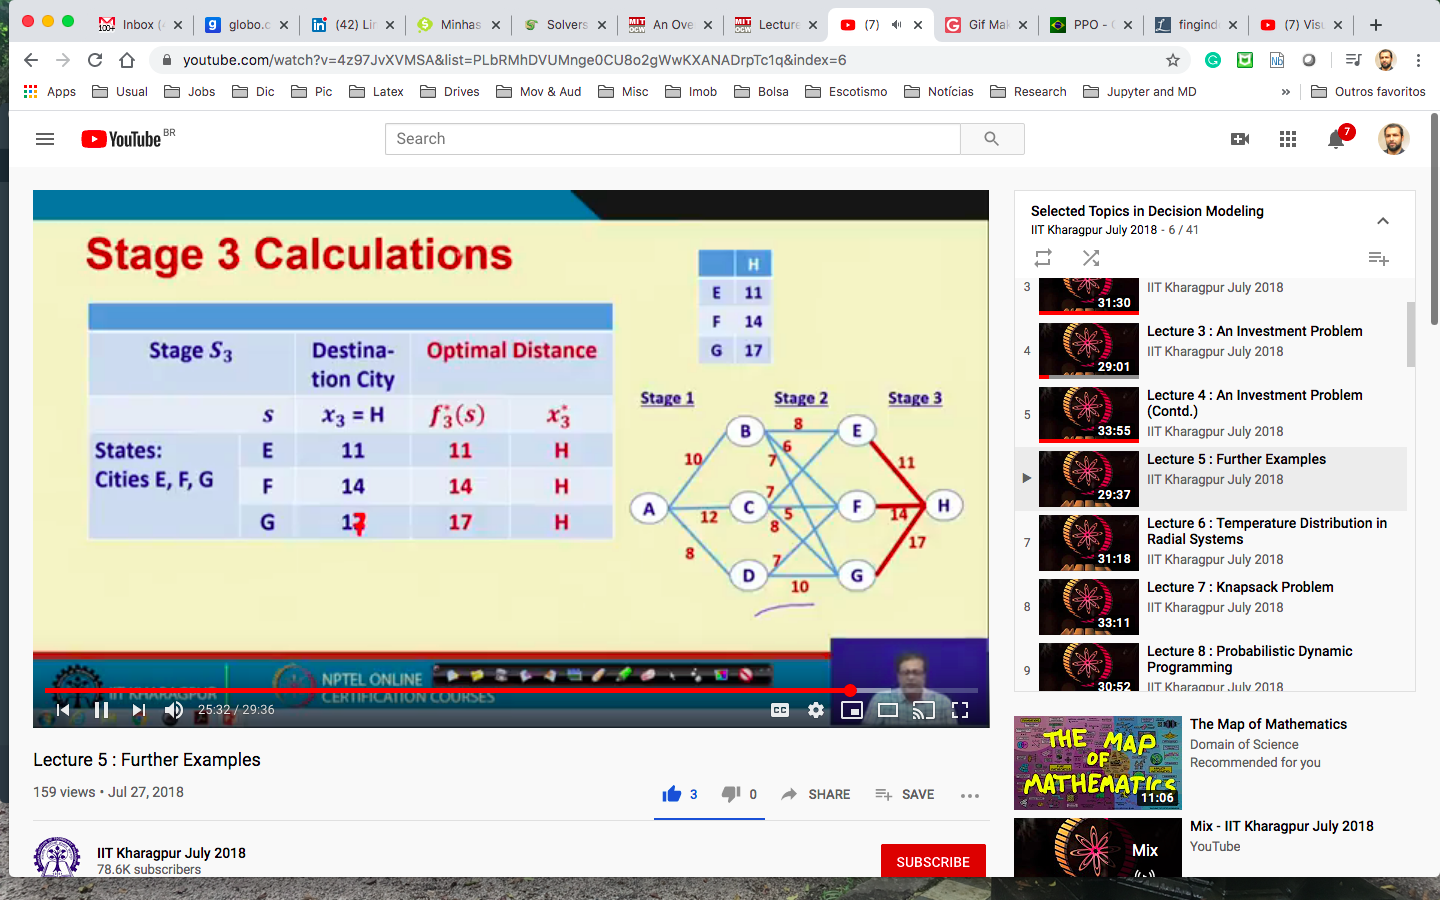 Inbox (4
globo.c
(42) Lin
Minhas
Solvers
An Ove
Lecture
(7)
Gif Mak
PPO - C
fingindo
(7) Visu
youtube.com/watch?v=4z97JvXVMSA&list=PLbRMhDVUMnge0CU8o2gWwKXANADrpTc1q&index=6
Apps Usual Jobs Dic Pic Latex Drives Mov & Aud Misc Imob Bolsa Escotismo Notícias Research Jupyter and MD » Outros favoritos
YouTube BR
Search
7
Stage 3 Calculations
Stage S₃ Destina-
tion City Optimal Distance
s x₃ = H f₃*(s) x₃*
States:
Cities E, F, G
E 11 11 H
F 14 14 H
G 17 17 H
H
E 11
F 14
G 17
Stage 1 Stage 2 Stage 3
B 8 E
6
10 7 11
7
A C 5 F 14 H
12 8 17
8 7
D G
10
IIT KHARAGPUR
NPTEL ONLINE
CERTIFICATION COURSES
25:32 / 29:36
CC
Lecture 5 : Further Examples
159 views • Jul 27, 2018
3 0 SHARE SAVE
IIT Kharagpur July 2018
78.6K subscribers
SUBSCRIBE
Selected Topics in Decision Modeling
IIT Kharagpur July 2018 - 6 / 41
3
31:30
IIT Kharagpur July 2018
4
29:01
Lecture 3 : An Investment Problem
IIT Kharagpur July 2018
5
33:55
Lecture 4 : An Investment Problem
(Contd.)
IIT Kharagpur July 2018
29:37
Lecture 5 : Further Examples
IIT Kharagpur July 2018
7
31:18
Lecture 6 : Temperature Distribution in
Radial Systems
IIT Kharagpur July 2018
8
33:11
Lecture 7 : Knapsack Problem
IIT Kharagpur July 2018
9
30:52
Lecture 8 : Probabilistic Dynamic
Programming
IIT Kharagpur July 2018
THE MAP
OF
MATHEMATICS
11:06
The Map of Mathematics
Domain of Science
Recommended for you
Mix
Mix - IIT Kharagpur July 2018
YouTube